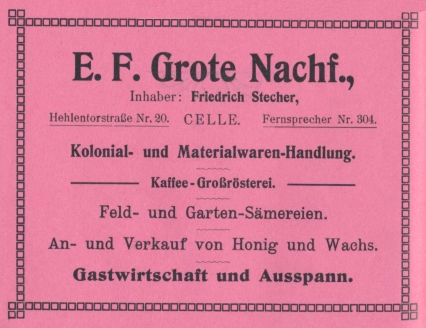 E. F. Grote Nachf.,
Inhaber: Friedrich Stecher,
Hehlentorstraße Nr. 20. CELLE. Fernsprecher Nr. 304.
Kolonial- und Materialwaren-Handlung.
Kaffee-Großrösterei.
Feld- und Garten-Sämereien.
An- und Verkauf von Honig und Wachs.
Gastwirtschaft und Ausspann.